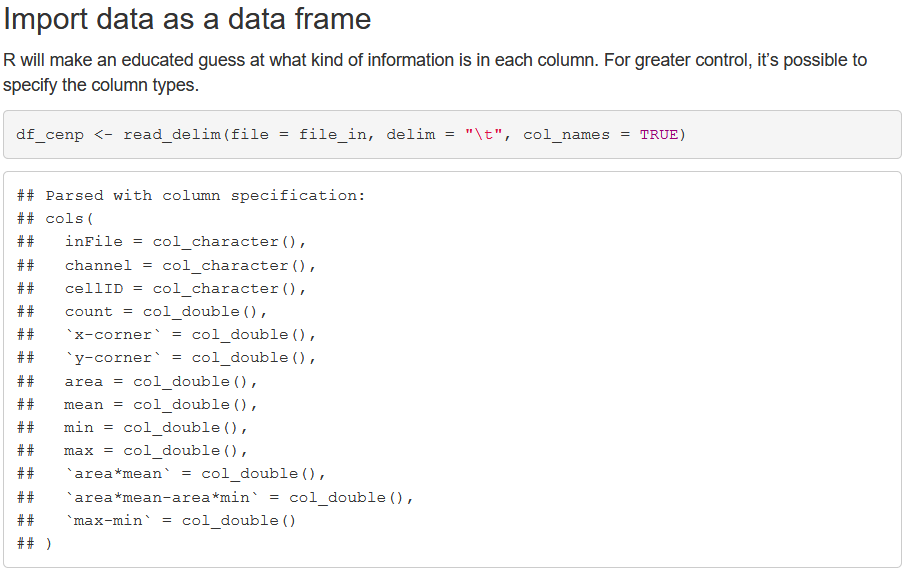 Import data as a data frame
R will make an educated guess at what kind of information is in each column. For greater control, it’s possible to
specify the column types.
df_cenp <- read_delim(file = file_in, delim = "\t", col_names = TRUE)
## Parsed with column specification:
## cols(
##   inFile = col_character(),
##   channel = col_character(),
##   cellID = col_character(),
##   count = col_double(),
##   `x-corner` = col_double(),
##   `y-corner` = col_double(),
##   area = col_double(),
##   mean = col_double(),
##   min = col_double(),
##   max = col_double(),
##   `area*mean` = col_double(),
##   `area*mean-area*min` = col_double(),
##   `max-min` = col_double()
## )